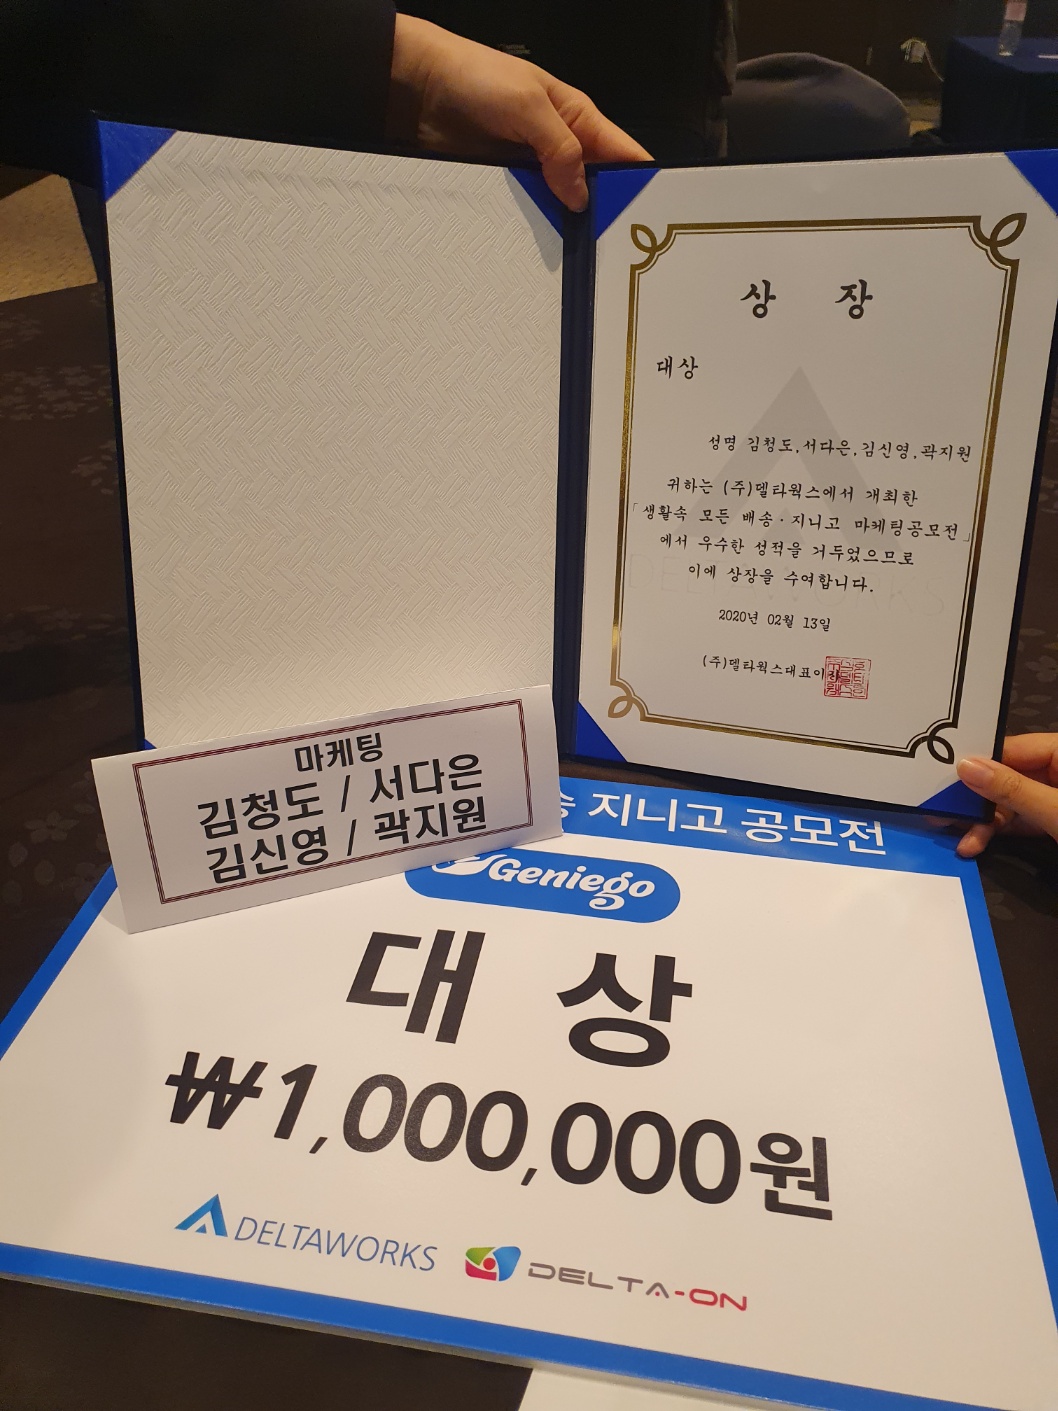 상 장
대상
성명 김청도,서다은,김신영,곽지원
귀하는 (주)델타웍스에서 개최한
「생활속 모든 배송·지니고 마케팅공모전」
에서 우수한 성적을 거두었으므로
이에 상장을 수여합니다.
2020년 02월 13일
(주)델타웍스대표이사
마케팅
김청도 / 서다은
김신영 / 곽지원
지니고 공모전
Geniego
대 상
₩1,000,000원
DELTAWORKS
DELTA-ON